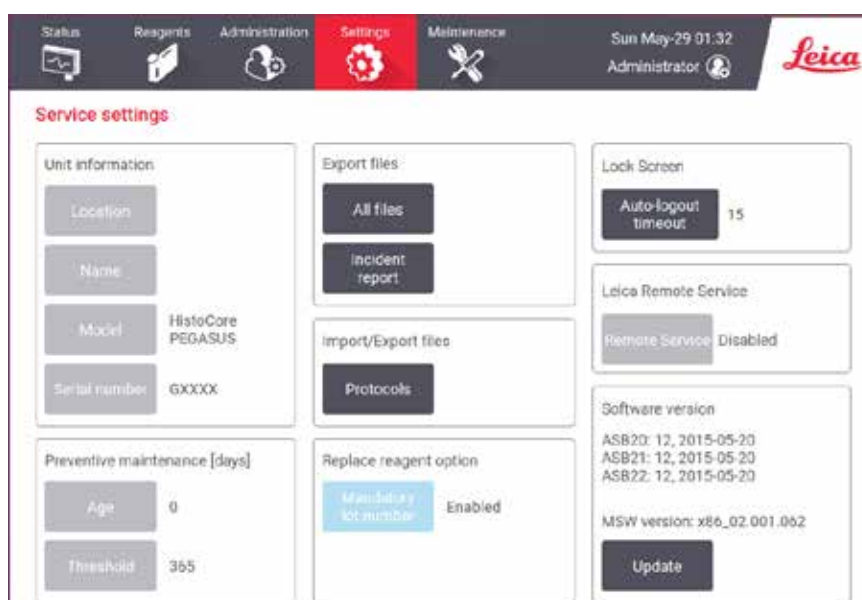 Status
Reagents
Administration
Settings
Maintenance
Sun May-29 01:32
Administrator
Leica
Service settings
Unit information
Location
Name
Model
HistoCore
PEGASUS
Serial number
GXXXX
Preventive maintenance [days]
Age
0
Threshold
365
Export files
All files
Incident
report
Import/Export files
Protocols
Replace reagent option
Mandatory
lot number
Enabled
Lock Screen
Auto-logout
timeout
15
Leica Remote Service
Remote Service
Disabled
Software version
ASB20: 12, 2015-05-20
ASB21: 12, 2015-05-20
ASB22: 12, 2015-05-20
MSW version: x86_02.001.062
Update